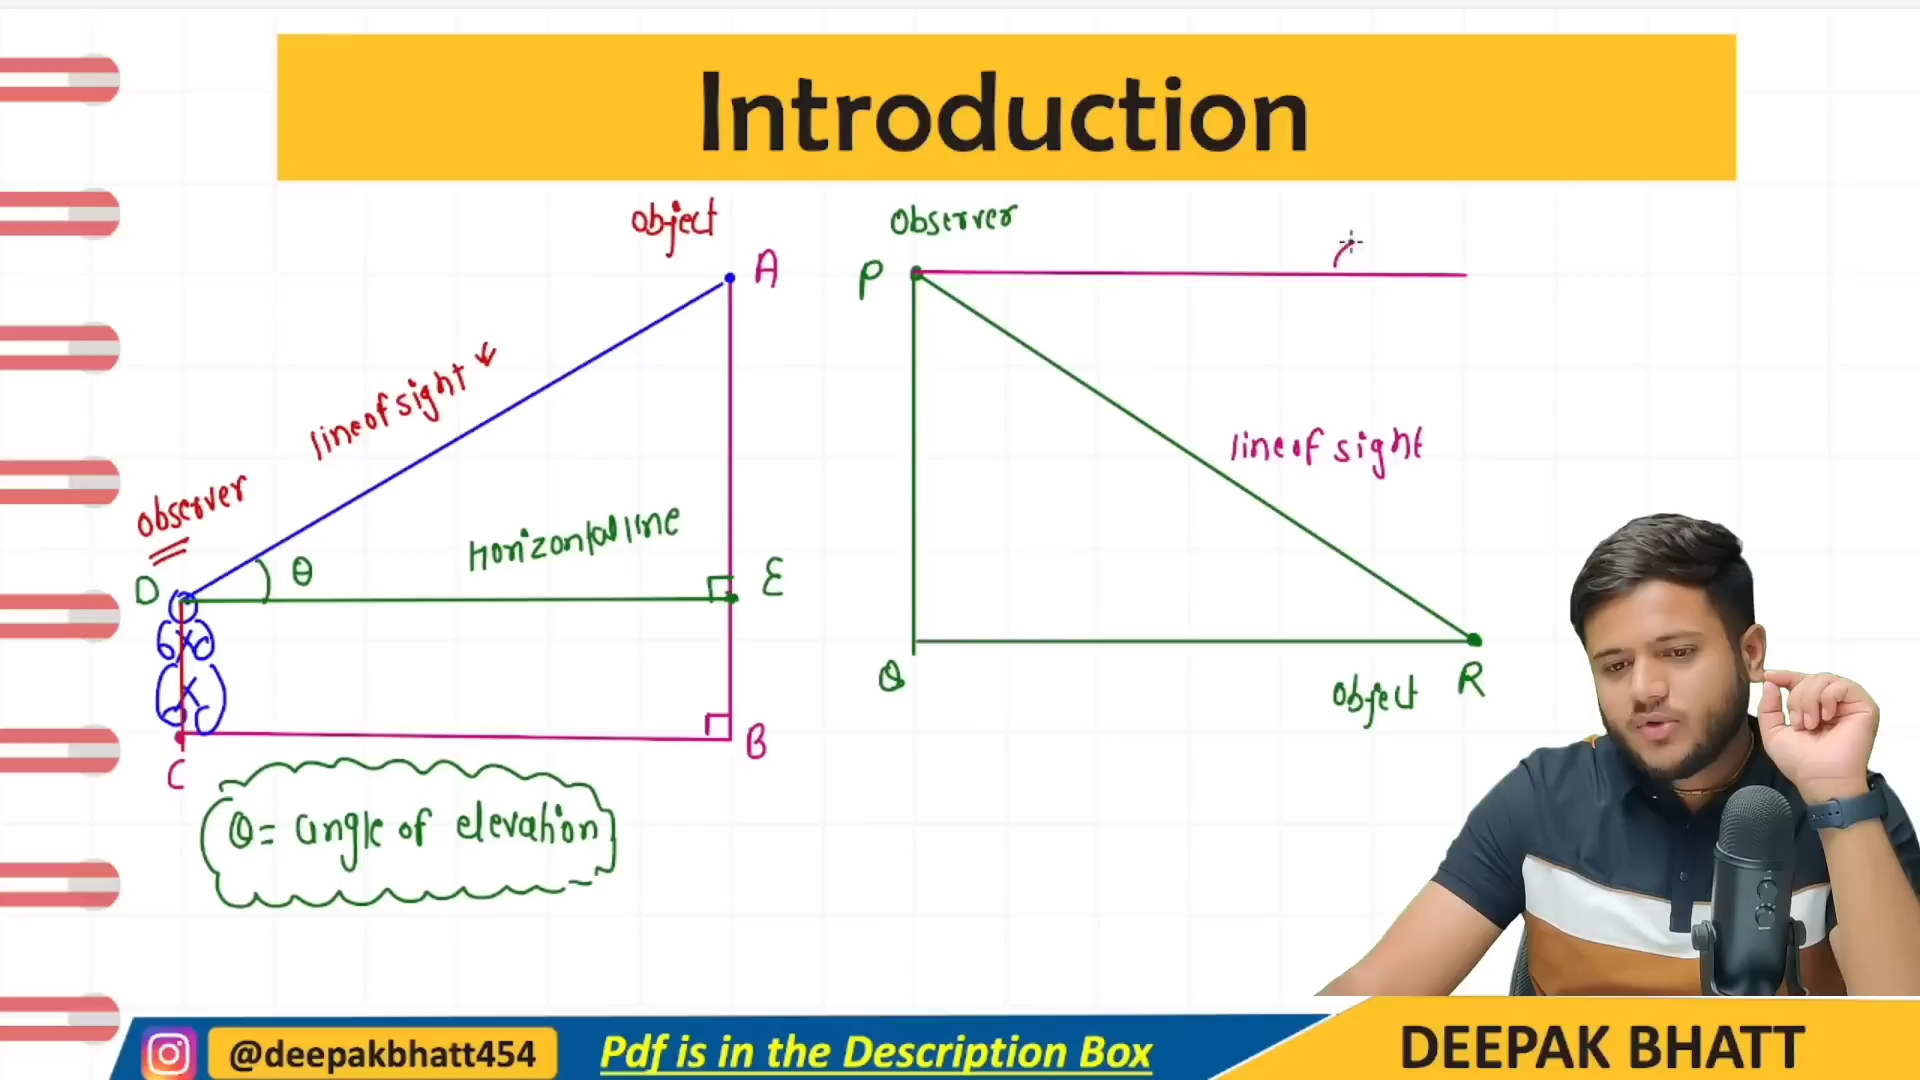 Introduction
object
A
line of sight
observer
D
θ
Horizontal line
E
C
B
θ = angle of elevation
Observer
P
line of sight
Q
object
R
@deepakbhatt454
Pdf is in the Description Box
DEEPAK BHATT